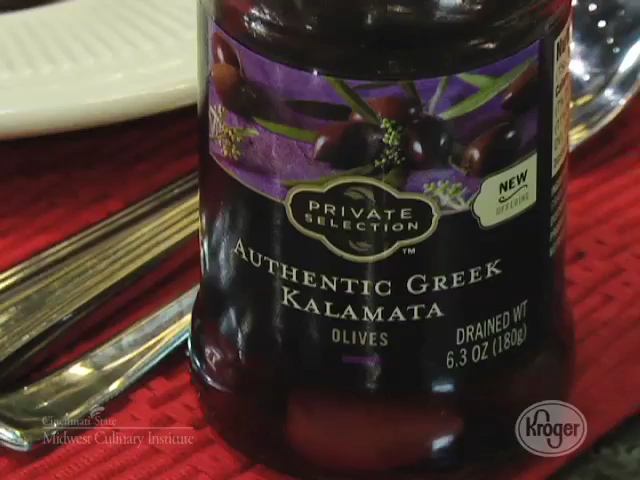 NEW
OFFERING
PRIVATE
SELECTION
TM
AUTHENTIC GREEK
KALAMATA
OLIVES
DRAINED WT
6.3 OZ (180g)
Cincinnati State
Midwest Culinary Institute
Kroger